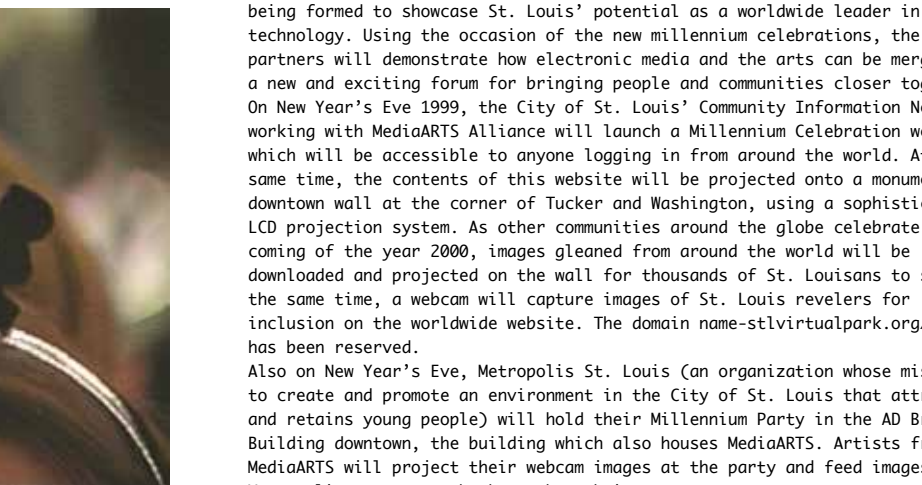 being formed to showcase St. Louis’ potential as a worldwide leader in
technology. Using the occasion of the new millennium celebrations, the
partners will demonstrate how electronic media and the arts can be
a new and exciting forum for bringing people and communities closer
On New Year’s Eve 1999, the City of St. Louis’ Community Information
working with MediaARTS Alliance will launch a Millennium Celebration
which will be accessible to anyone logging in from around the world.
same time, the contents of this website will be projected onto a
downtown wall at the corner of Tucker and Washington, using a
LCD projection system. As other communities around the globe celebrate
coming of the year 2000, images gleaned from around the world will be
downloaded and projected on the wall for thousands of St. Louisans to
the same time, a webcam will capture images of St. Louis revelers for
inclusion on the worldwide website. The domain name-stlvirtualpark.org
has been reserved.
Also on New Year’s Eve, Metropolis St. Louis (an organization whose
to create and promote an environment in the City of St. Louis that
and retains young people) will hold their Millennium Party in the AD
Building downtown, the building which also houses MediaARTS. Artists
MediaARTS will project their webcam images at the party and feed